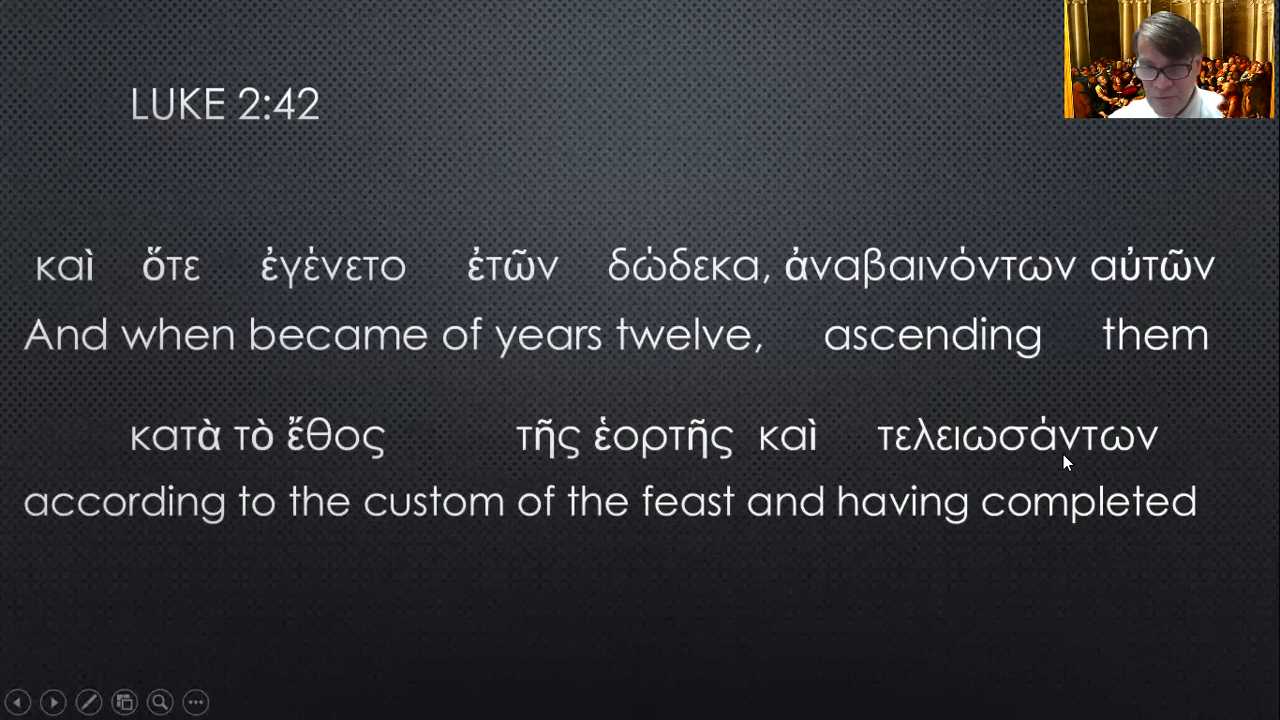 LUKE 2:42
καὶ ὅτε ἐγένετο ἐτῶν δώδεκα, ἀναβαινόντων αὐτῶν
And when became of years twelve, ascending them
κατὰ τὸ ἔθος τῆς ἑορτῆς καὶ τελειωσάντων
according to the custom of the feast and having completed